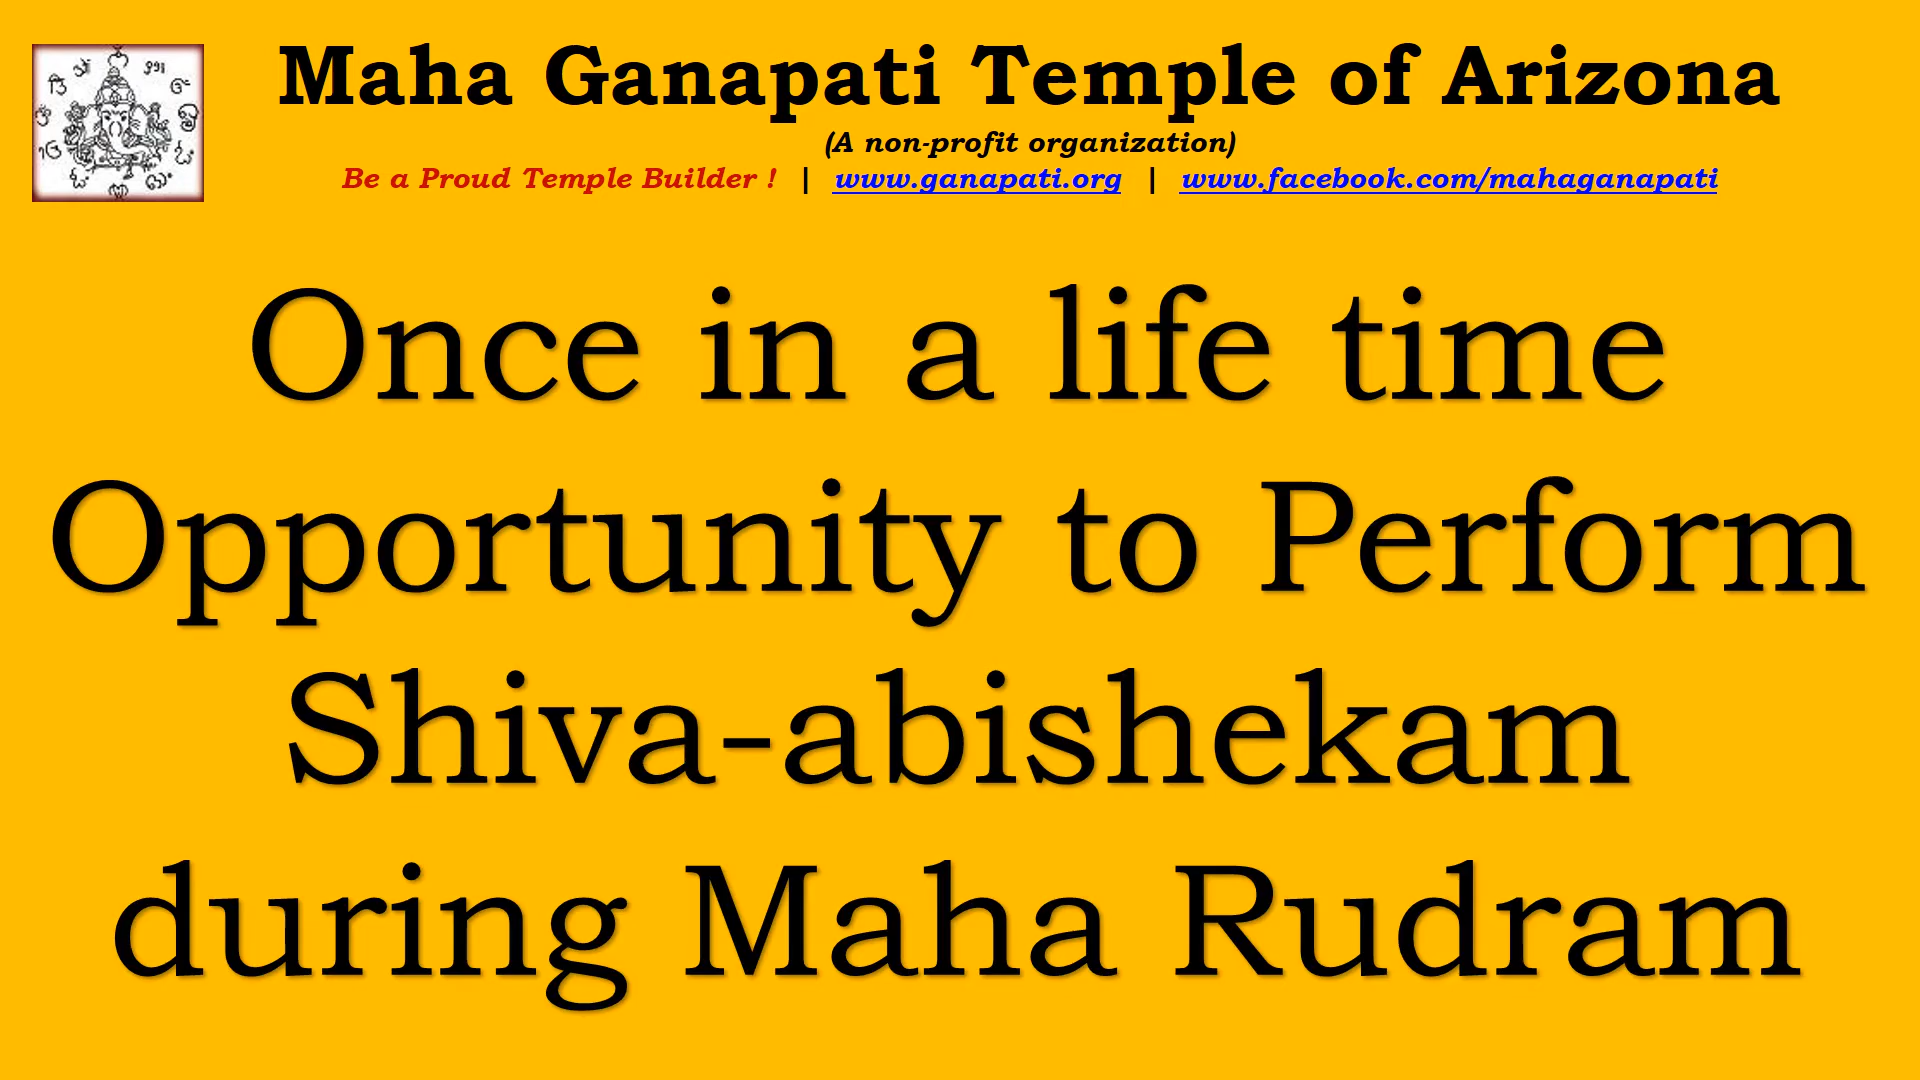 Maha Ganapati Temple of Arizona
(A non-profit organization)
Be a Proud Temple Builder ! | www.ganapati.org | www.facebook.com/mahaganapati
Once in a life time
Opportunity to Perform
Shiva-abishekam
during Maha Rudram